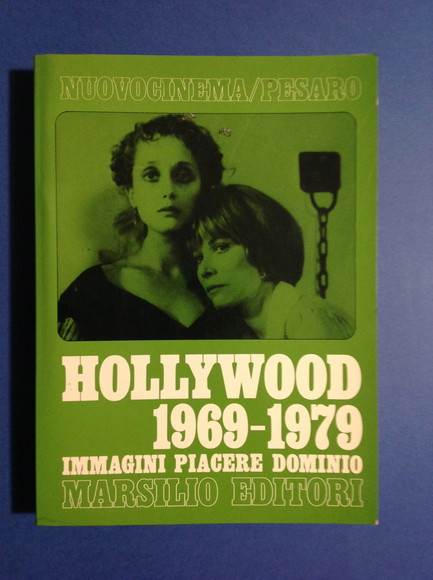 NUOVOCINEMA/PESARO
HOLLYWOOD
1969-1979
IMMAGINI PIACERE DOMINIO
MARSILIO EDITORI